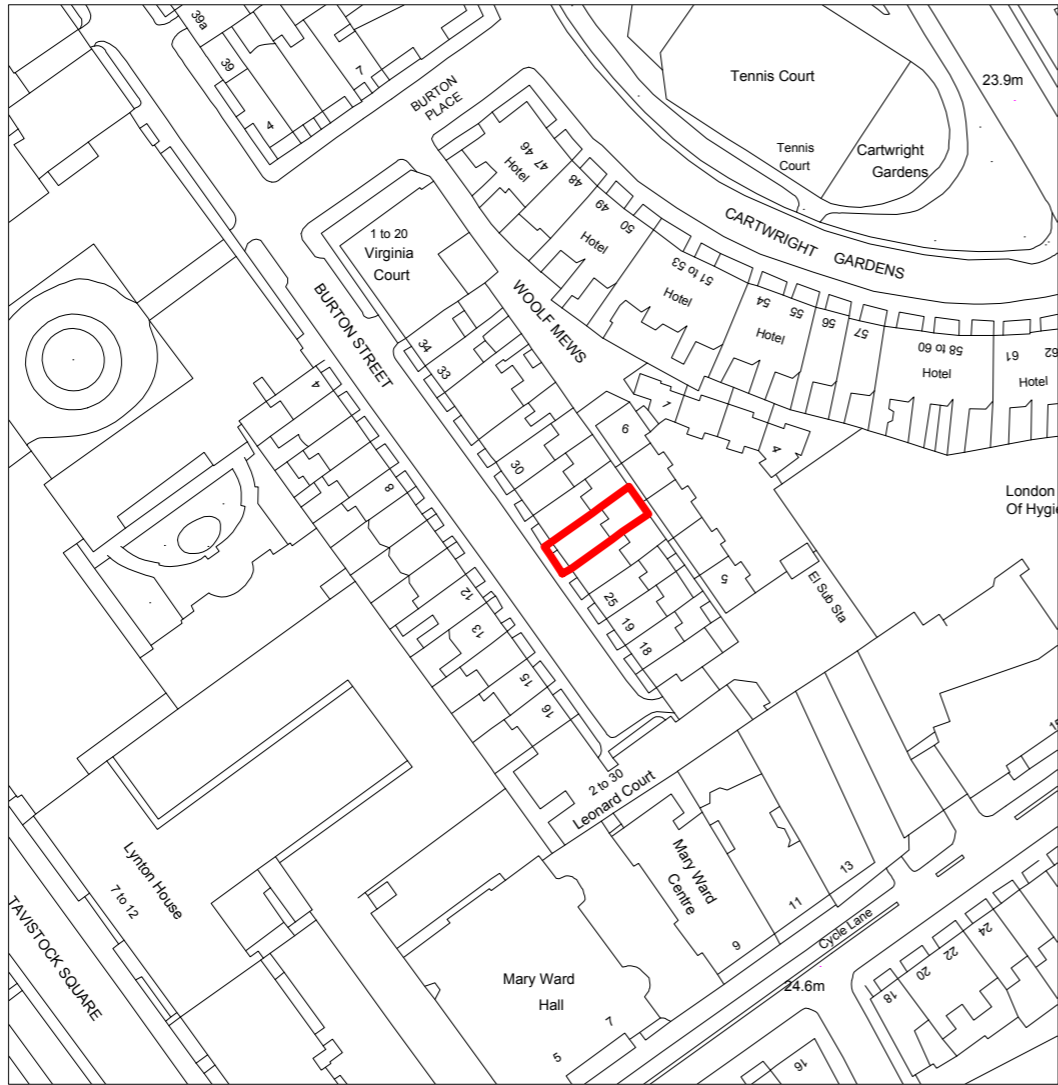 39a
39
4
7
BURTON
PLACE
Tennis Court
23.9m
Tennis
Court
Cartwright
Gardens
46
47
Hotel
48
49
50
Hotel
51 to 53
Hotel
CARTWRIGHT GARDENS
54
55
Hotel
56
57
58 to 60
Hotel
61
62
Hotel
1 to 20
Virginia
Court
BURTON STREET
WOOLF MEWS
34
33
30
4
8
12
13
15
16
1
4
6
5
25
19
18
El Sub Sta
London
Of Hygie
2 to 30
Leonard Court
Lynton House
7 to 12
TAVISTOCK SQUARE
Mary Ward
Centre
9
11
13
Cycle Lane
24.6m
Mary Ward
Hall
5
7
18
20
22
24
16